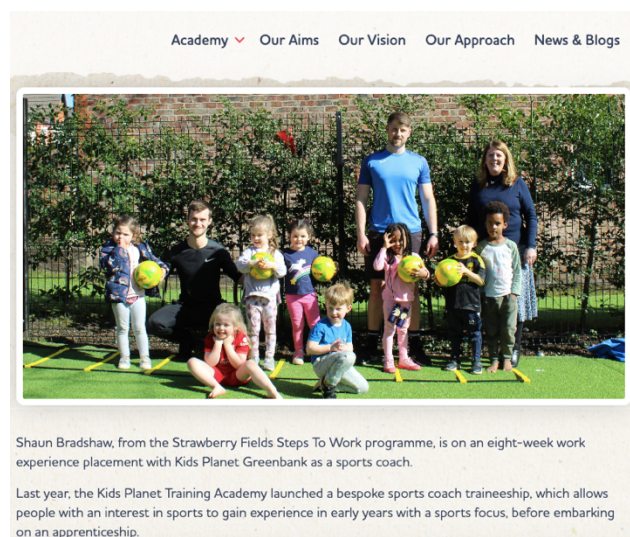 Academy Our Aims Our Vision Our Approach News & Blogs
Shaun Bradshaw, from the Strawberry Fields Steps To Work programme, is on an eight-week work
experience placement with Kids Planet Greenbank as a sports coach.
Last year, the Kids Planet Training Academy launched a bespoke sports coach traineeship, which allows
people with an interest in sports to gain experience in early years with a sports focus, before embarking
on an apprenticeship.